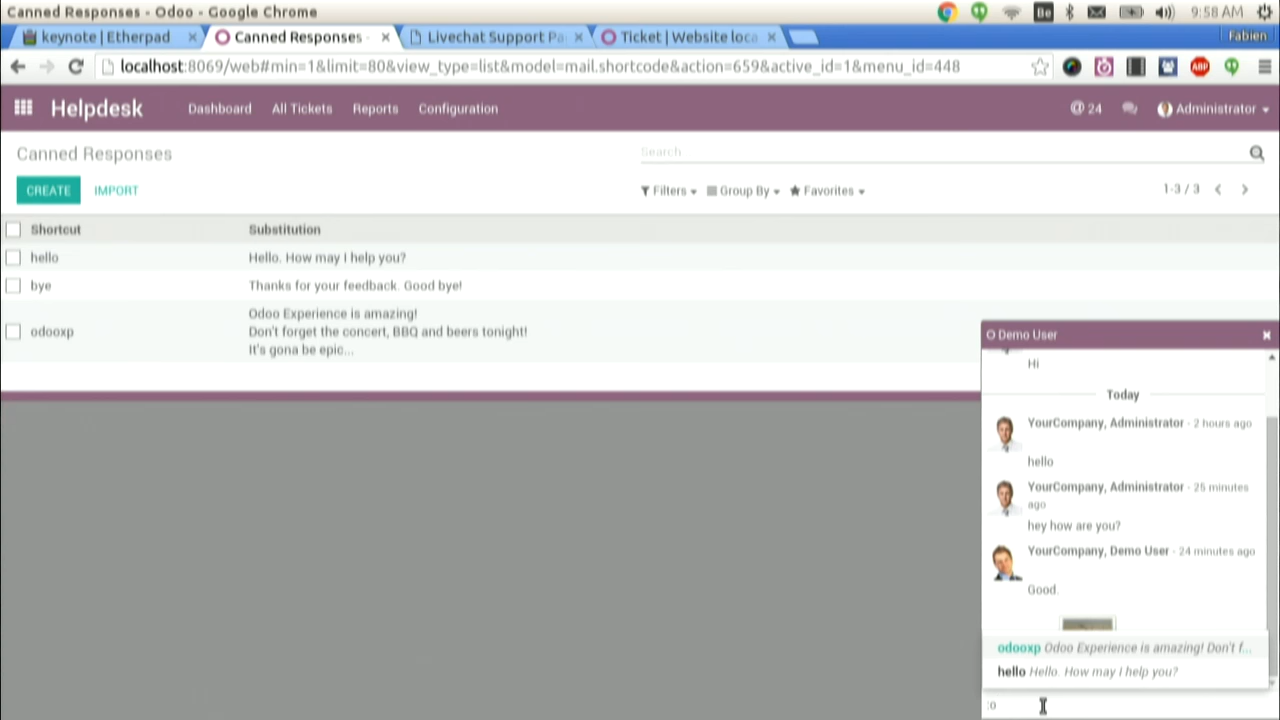 Canned Responses - Odoo - Google Chrome
Be
9:58 AM
keynote | Etherpad
Canned Responses -
Livechat Support Pa
Ticket | Website loca
Fabien
localhost:8069/web#min=1&limit=80&view_type=list&model=mail.shortcode&action=659&active_id=1&menu_id=448
ABP
Helpdesk
Dashboard
All Tickets
Reports
Configuration
@ 24
Administrator
Canned Responses
Search
CREATE
IMPORT
Filters
Group By
Favorites
1-3 / 3
Shortcut
Substitution
hello
Hello. How may I help you?
bye
Thanks for your feedback. Good bye!
odooxp
Odoo Experience is amazing!
Don't forget the concert, BBQ and beers tonight!
It's gona be epic...
Demo User
Hi
Today
YourCompany, Administrator - 2 hours ago
hello
YourCompany, Administrator - 25 minutes
ago
hey how are you?
YourCompany, Demo User - 24 minutes ago
Good.
odooxp Odoo Experience is amazing! Don't f...
hello Hello. How may I help you?
:o